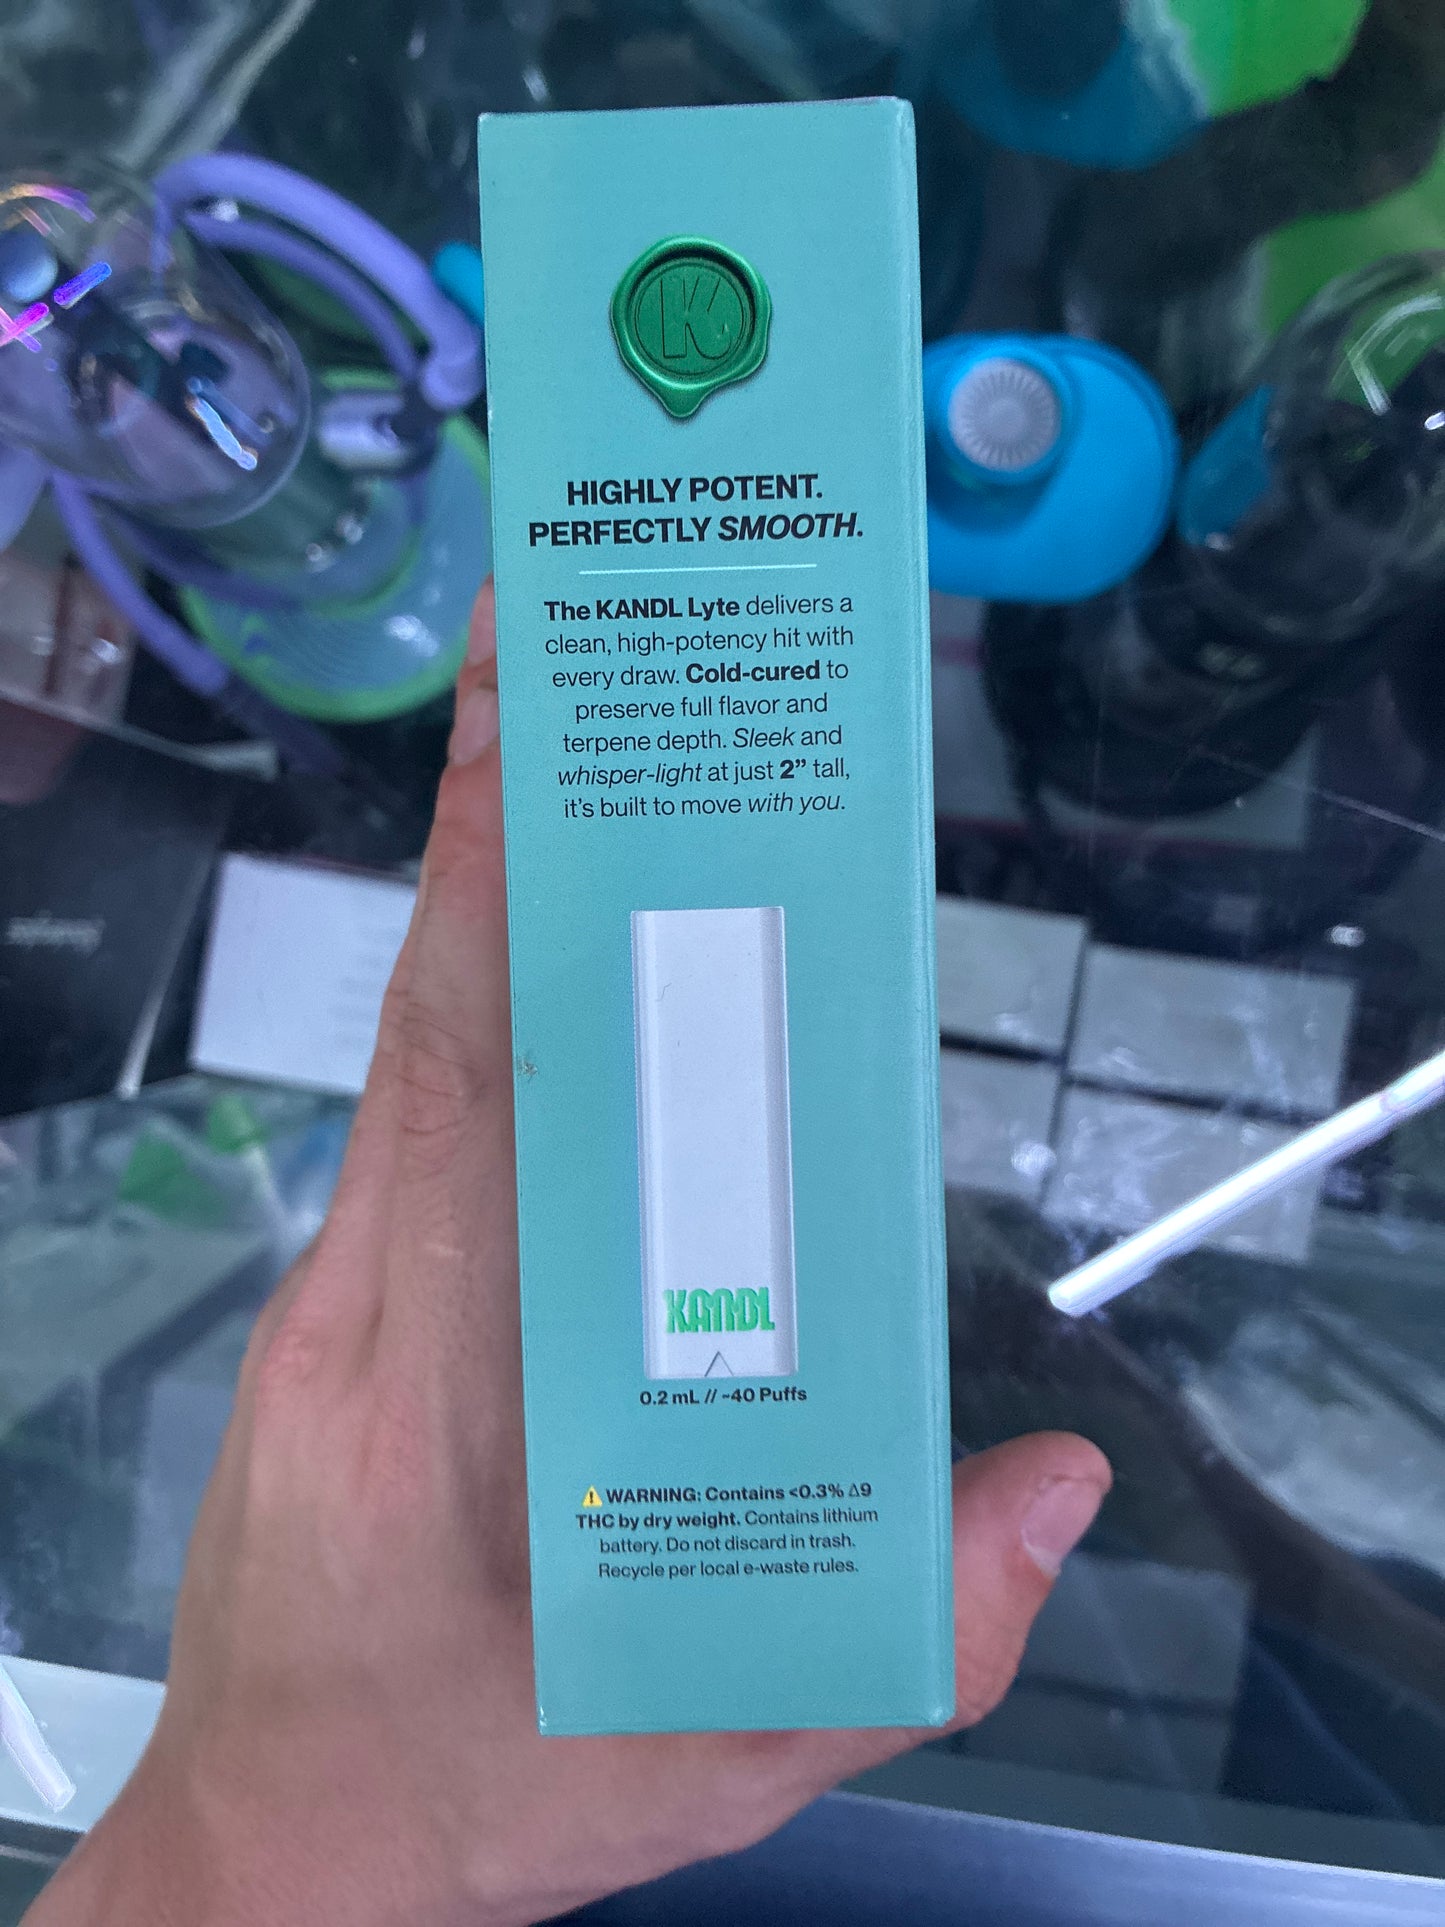 K
HIGHLY POTENT.
PERFECTLY SMOOTH.
The KANDL Lyte delivers a
clean, high-potency hit with
every draw. Cold-cured to
preserve full flavor and
terpene depth. Sleek and
whisper-light at just 2” tall,
it’s built to move with you.
KANDL
0.2 mL // ~40 Puffs
⚠ WARNING: Contains <0.3% Δ9
THC by dry weight. Contains lithium
battery. Do not discard in trash.
Recycle per local e-waste rules.